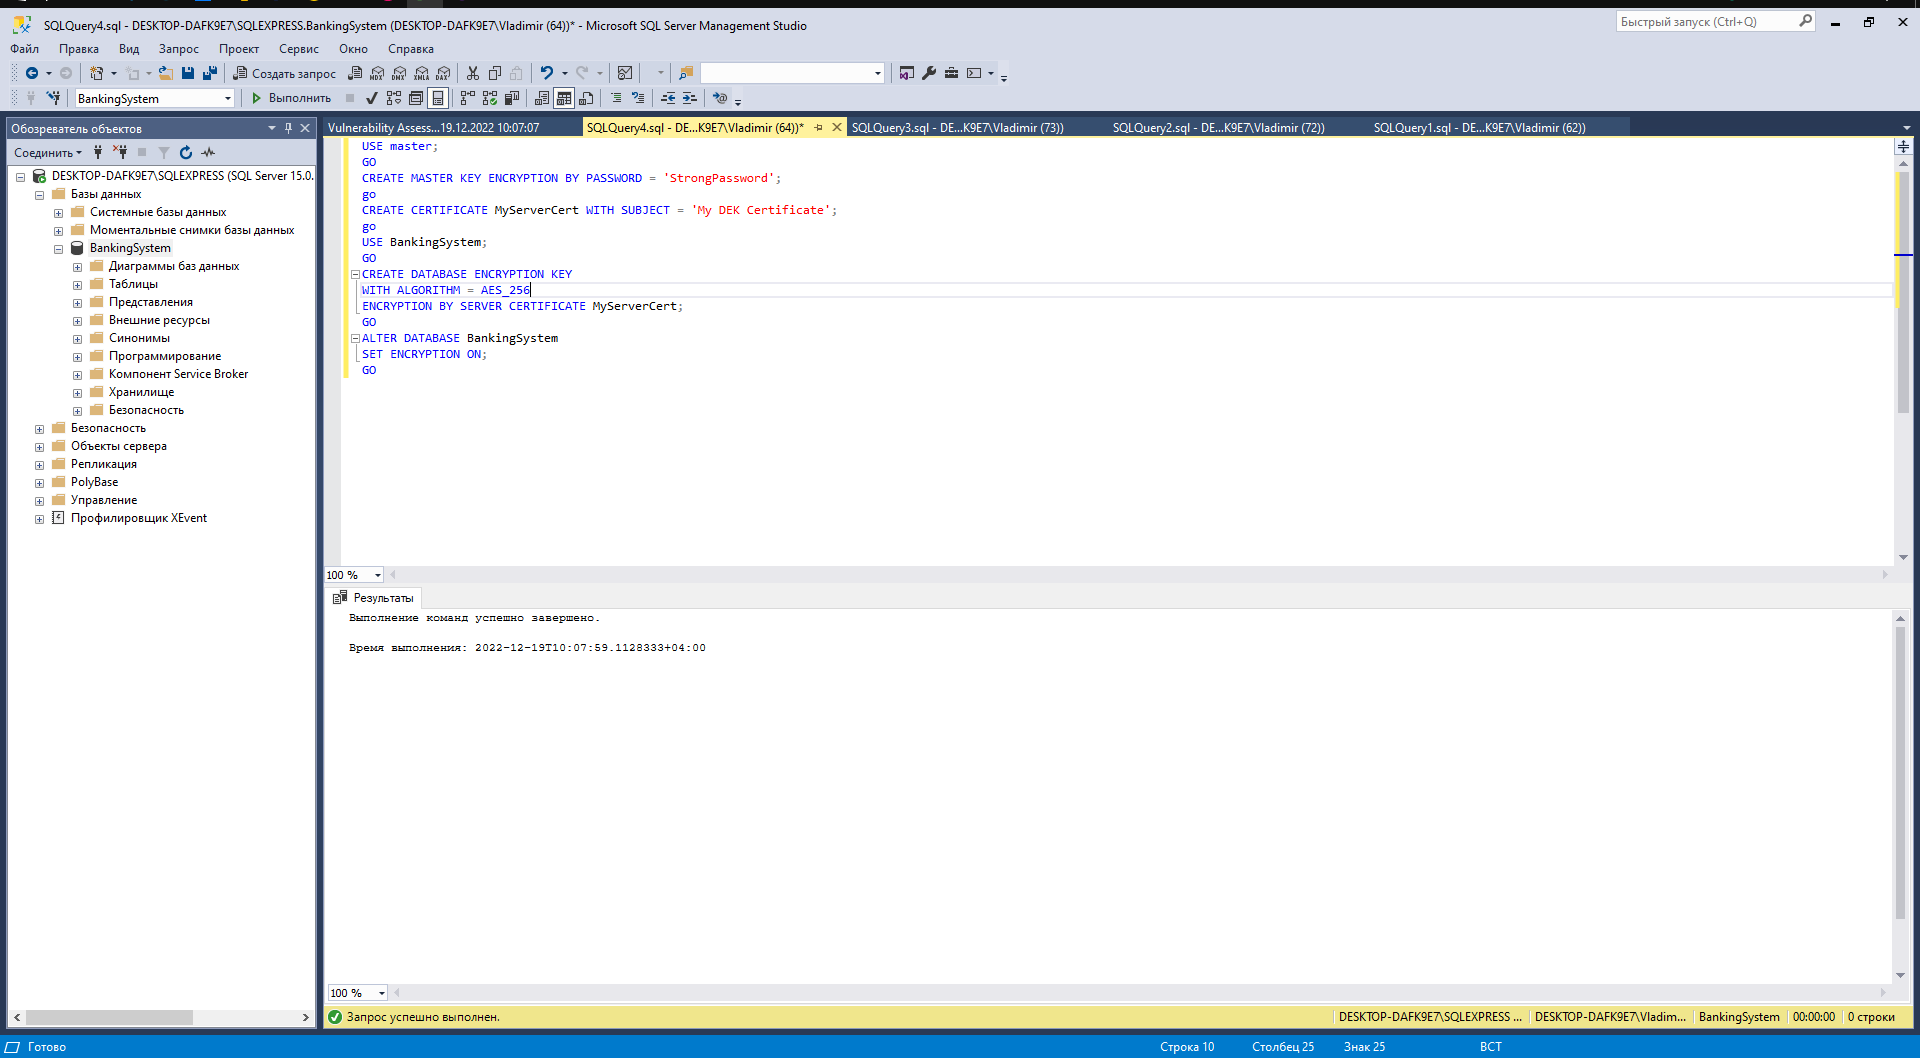 SQLQuery4.sql - DESKTOP-DAFK9E7\SQLEXPRESS.BankingSystem (DESKTOP-DAFK9E7\Vladimir (64))* - Microsoft SQL Server Management Studio
Быстрый запуск (Ctrl+Q)
Файл Правка Вид Запрос Проект Сервис Окно Справка
Создать запрос MDX DMX XMLA DAX
BankingSystem Выполнить
Обозреватель объектов
Соединить
DESKTOP-DAFK9E7\SQLEXPRESS (SQL Server 15.0.
Базы данных
Системные базы данных
Моментальные снимки базы данных
BankingSystem
Диаграммы баз данных
Таблицы
Представления
Внешние ресурсы
Синонимы
Программирование
Компонент Service Broker
Хранилище
Безопасность
Безопасность
Объекты сервера
Репликация
PolyBase
Управление
Профилировщик XEvent
Vulnerability Assess...19.12.2022 10:07:07 SQLQuery4.sql - DE...K9E7\Vladimir (64))* SQLQuery3.sql - DE...K9E7\Vladimir (73)) SQLQuery2.sql - DE...K9E7\Vladimir (72)) SQLQuery1.sql - DE...K9E7\Vladimir (62))
USE master;
GO
CREATE MASTER KEY ENCRYPTION BY PASSWORD = 'StrongPassword';
go
CREATE CERTIFICATE MyServerCert WITH SUBJECT = 'My DEK Certificate';
go
USE BankingSystem;
GO
CREATE DATABASE ENCRYPTION KEY
WITH ALGORITHM = AES_256
ENCRYPTION BY SERVER CERTIFICATE MyServerCert;
GO
ALTER DATABASE BankingSystem
SET ENCRYPTION ON;
GO
100 %
Результаты
Выполнение команд успешно завершено.
Время выполнения: 2022-12-19T10:07:59.1128333+04:00
100 %
Запрос успешно выполнен. DESKTOP-DAFK9E7\SQLEXPRESS ... DESKTOP-DAFK9E7\Vladim... BankingSystem 00:00:00 0 строки
Готово Строка 10 Столбец 25 Знак 25 ВСТ